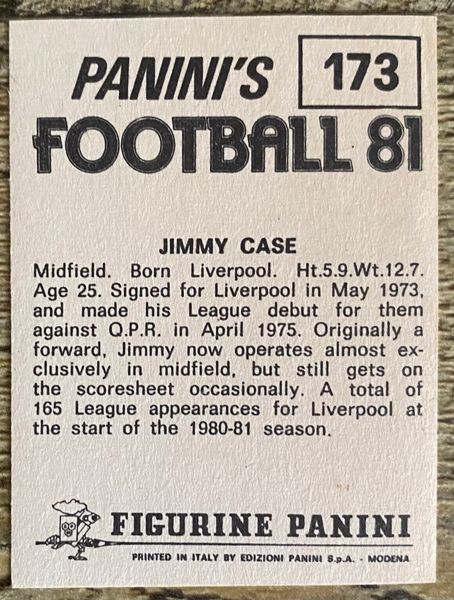 PANINI'S
173
FOOTBALL 81
JIMMY CASE
Midfield. Born Liverpool. Ht.5.9.Wt.12.7.
Age 25. Signed for Liverpool in May 1973,
and made his League debut for them
against Q.P.R. in April 1975. Originally a
forward, Jimmy now operates almost ex-
clusively in midfield, but still gets on
the scoresheet occasionally. A total of
165 League appearances for Liverpool at
the start of the 1980-81 season.
FIGURINE PANINI
PRINTED IN ITALY BY EDIZIONI PANINI S.p.A. - MODENA